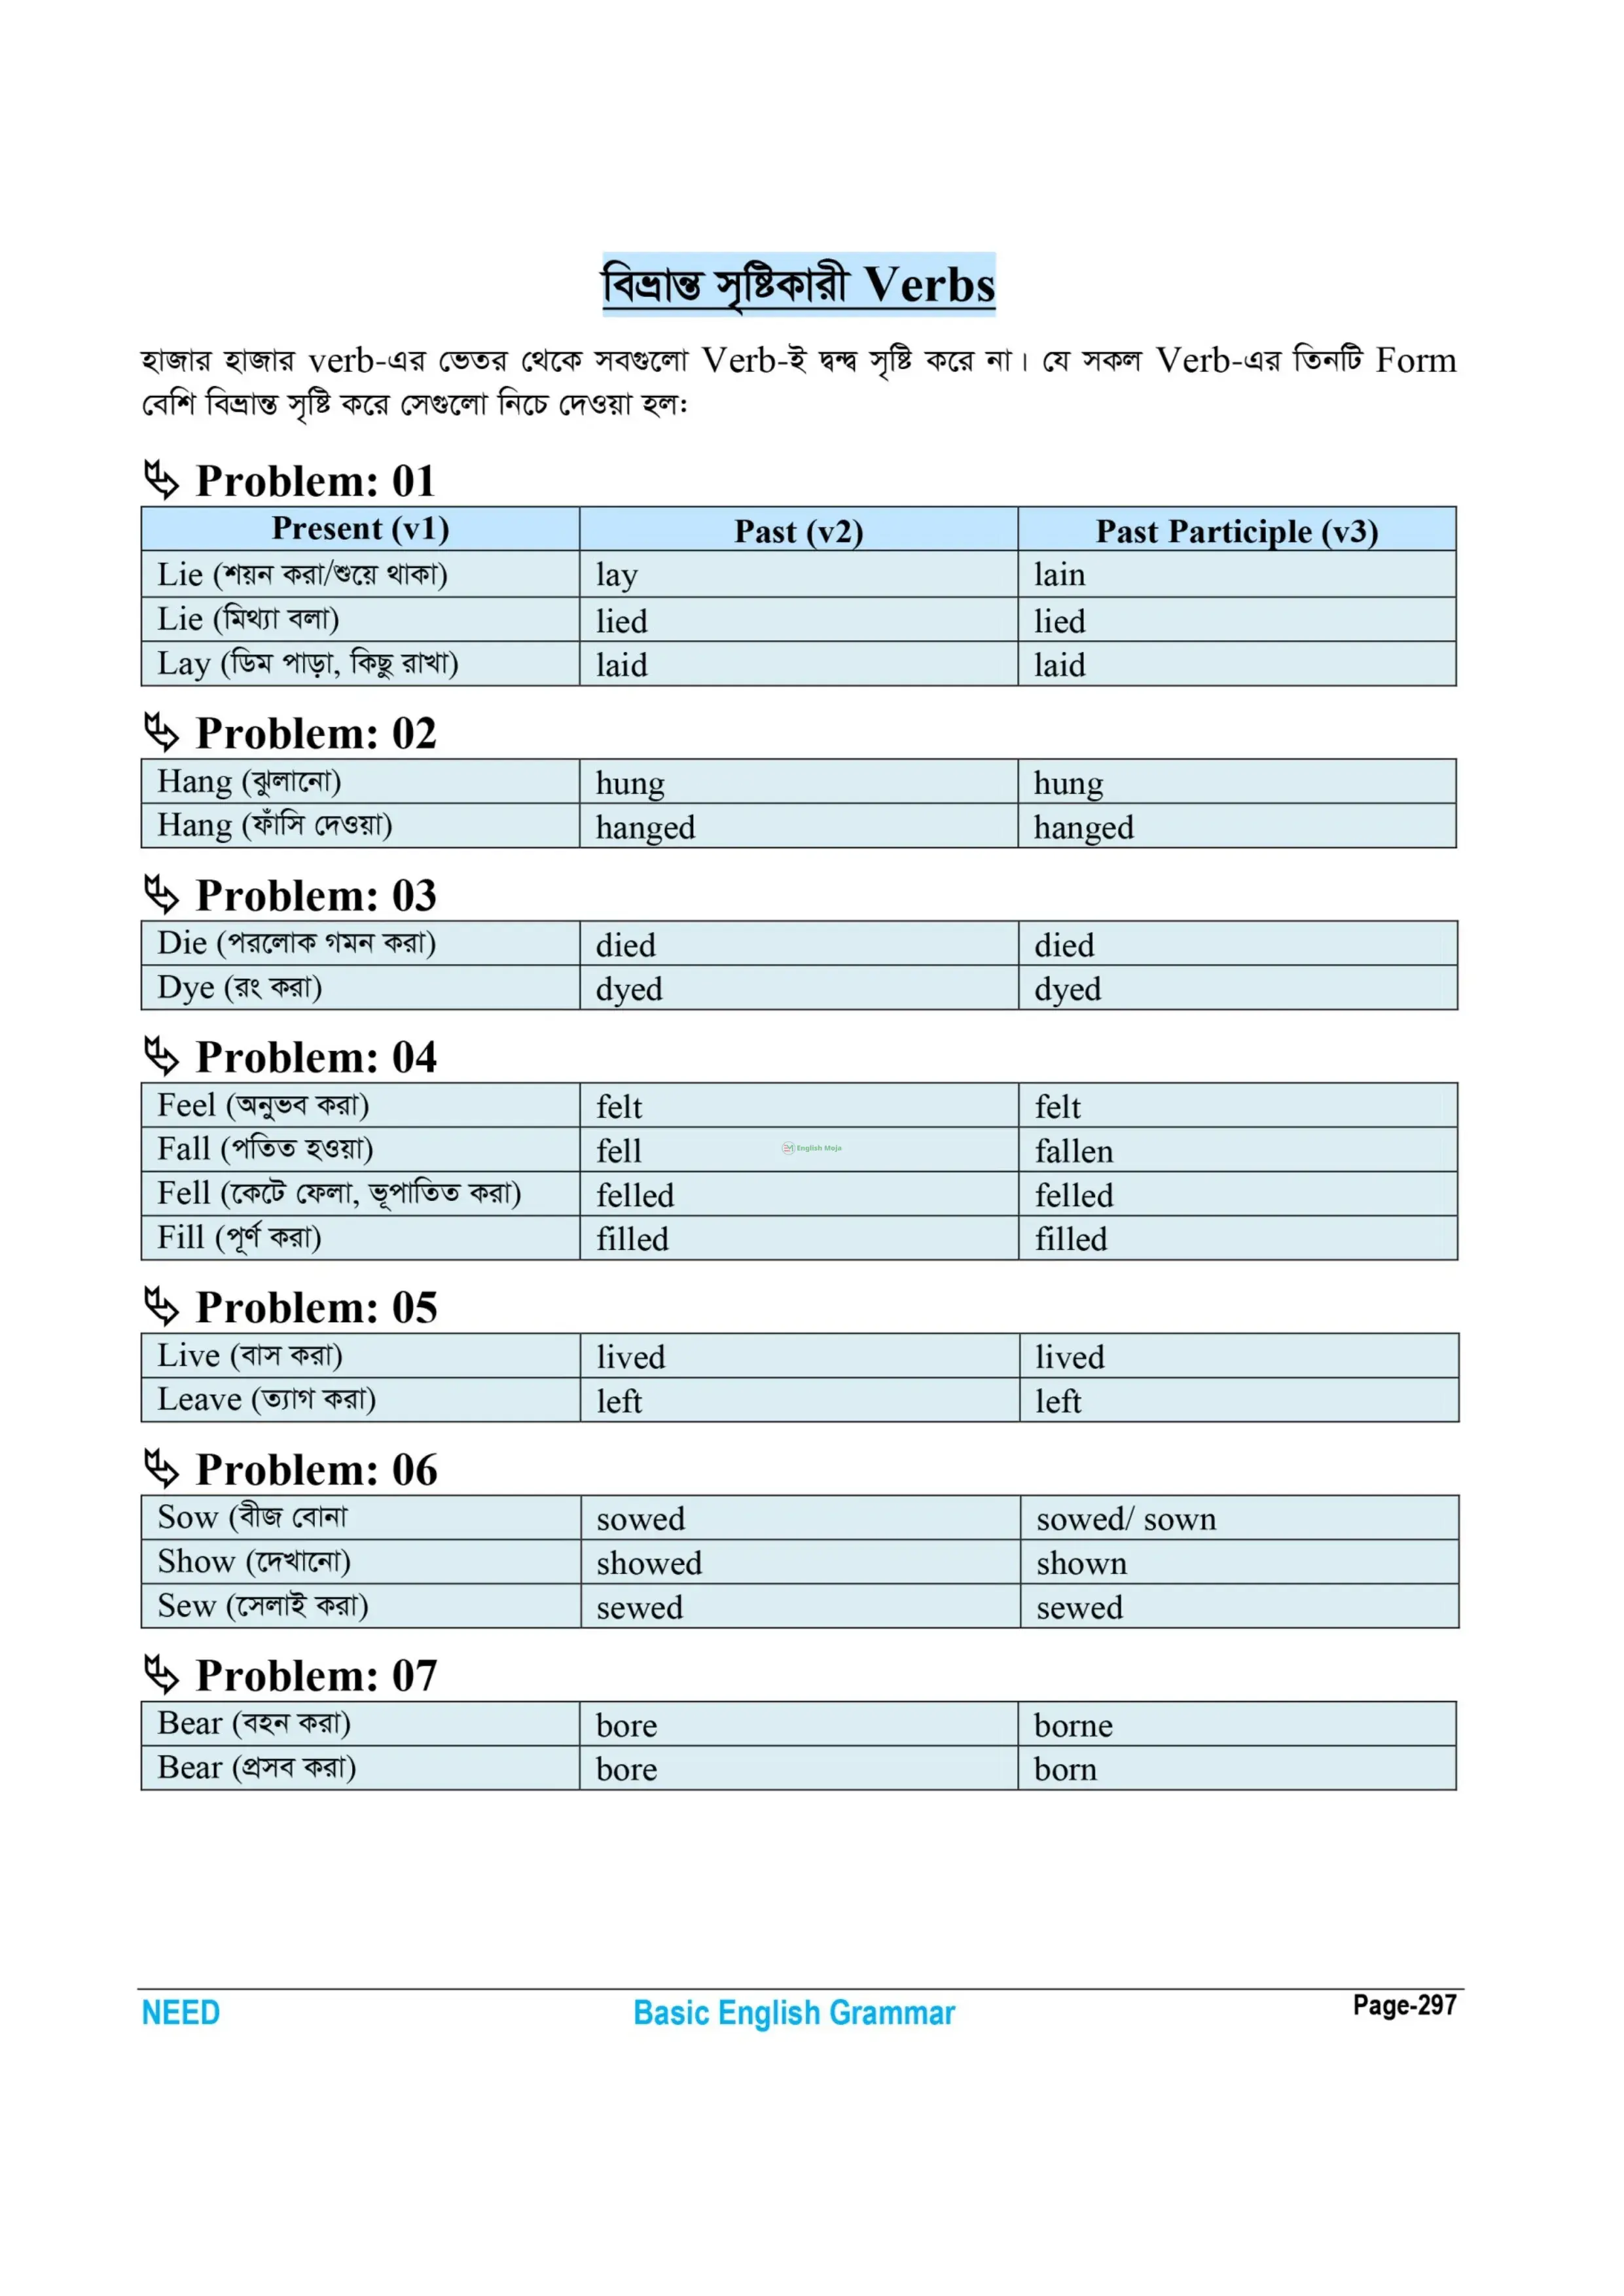 বিভ্রান্ত সৃষ্টিকারী Verbs
হাজার হাজার verb-এর ভেতর থেকে সবগুলো Verb-ই দ্বন্দ্ব সৃষ্টি করে না। যে সকল Verb-এর তিনটি Form
বেশি বিভ্রান্ত সৃষ্টি করে সেগুলো নিচে দেওয়া হল:
Problem: 01
Present (v1) Past (v2) Past Participle (v3)
Lie (শয়ন করা/শুয়ে থাকা) lay lain
Lie (মিথ্যা বলা) lied lied
Lay (ডিম পাড়া, কিছু রাখা) laid laid
Problem: 02
Hang (ঝুলানো) hung hung
Hang (ফাঁসি দেওয়া) hanged hanged
Problem: 03
Die (পরলোক গমন করা) died died
Dye (রং করা) dyed dyed
Problem: 04
Feel (অনুভব করা) felt felt
Fall (পতিত হওয়া) fell fallen
English Moja
Fell (কেটে ফেলা, ভূপাতিত করা) felled felled
Fill (পূর্ণ করা) filled filled
Problem: 05
Live (বাস করা) lived lived
Leave (ত্যাগ করা) left left
Problem: 06
Sow (বীজ বোনা sowed sowed/ sown
Show (দেখানো) showed shown
Sew (সেলাই করা) sewed sewed
Problem: 07
Bear (বহন করা) bore borne
Bear (প্রসব করা) bore born
NEED Basic English Grammar Page-297